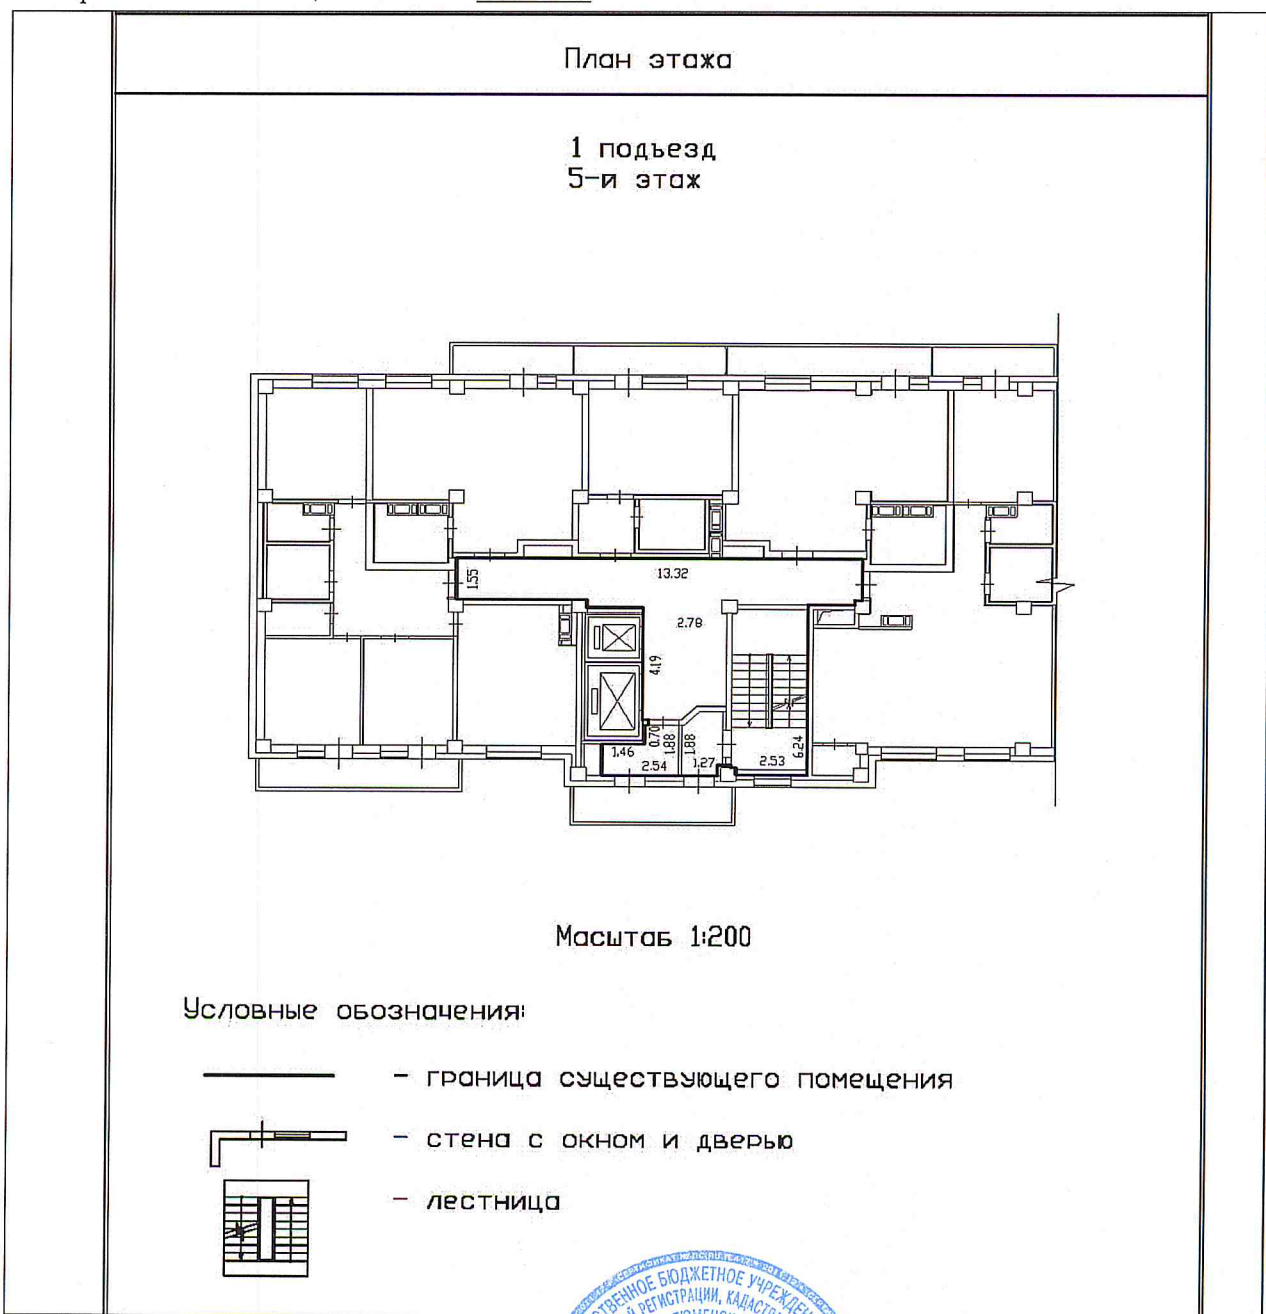 План этажа
1 подъезд
5-и этаж
1.55
13.32
2.78
4.19
0.70
1.88
1.88
1.46
2.54
1.27
2.53
6.24
Масштаб 1:200
Условные обозначения:
- граница существующего помещения
- стена с окном и дверью
- лестница
БЮДЖЕТНОЕ
РЕГИСТРАЦИИ,